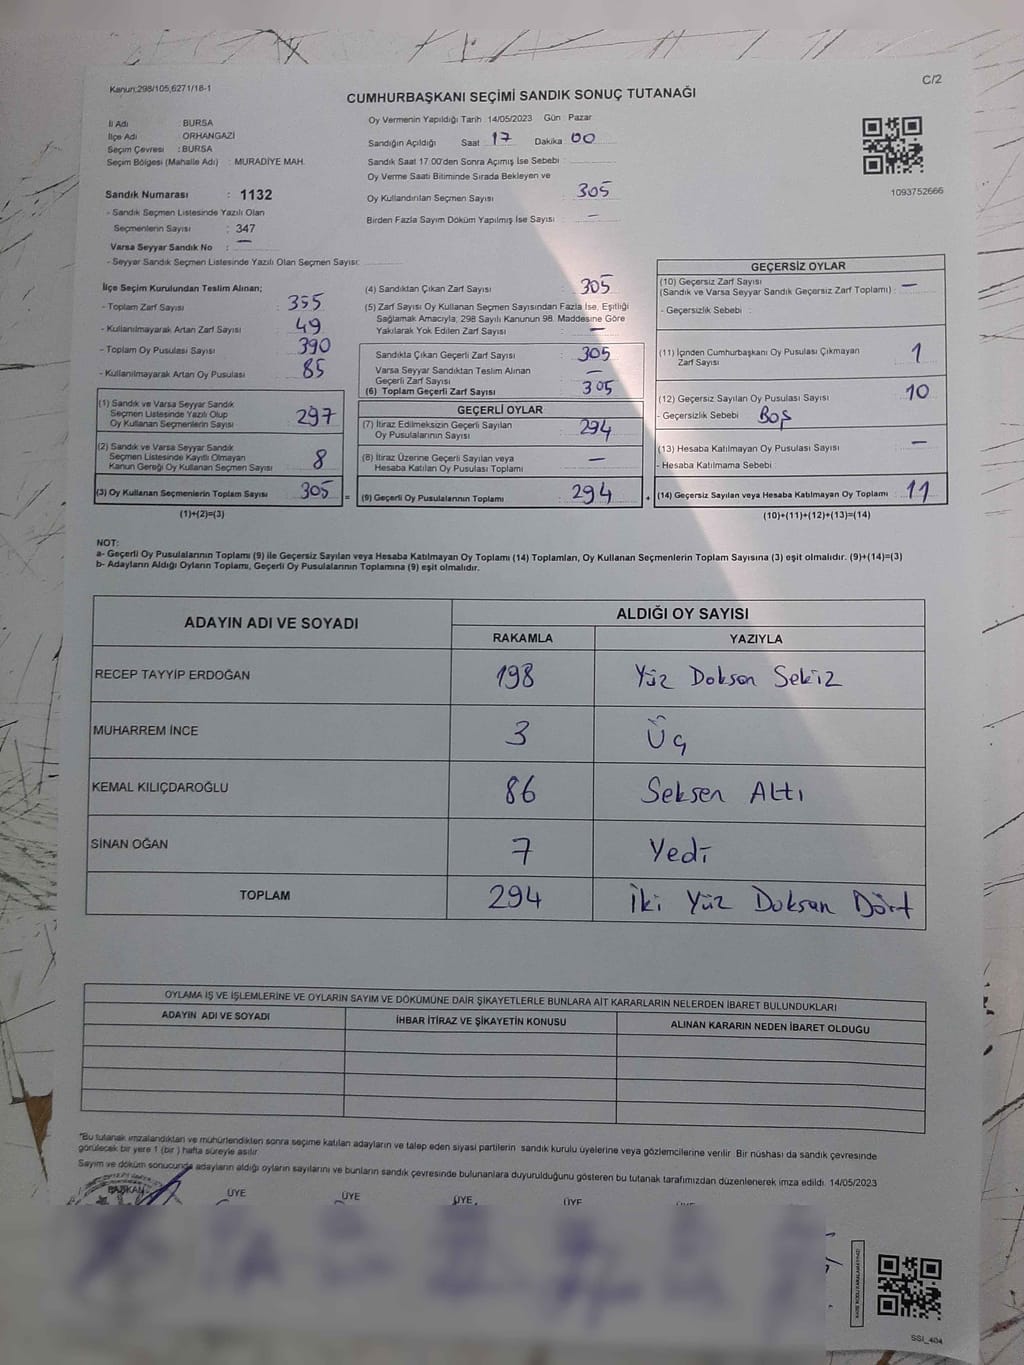 Kanun:298/105,6271/18-1
C/2
CUMHURBAŞKANI SEÇİMİ SANDIK SONUÇ TUTANAĞI
İl Adı BURSA
İlçe Adı ORHANGAZİ
Seçim Çevresi : BURSA
Seçim Bölgesi (Mahalle Adı) : MURADİYE MAH.
Oy Vermenin Yapıldığı Tarih 14/05/2023 Gün Pazar
Sandığın Açıldığı Saat 17 Dakika 00
Sandık Saat 17.00'den Sonra Açılmış İse Sebebi
Oy Verme Saati Bitiminde Sırada Bekleyen ve
Oy Kullandırılan Seçmen Sayısı 305
Birden Fazla Sayım Döküm Yapılmış İse Sayısı –
1093752666
Sandık Numarası : 1132
- Sandık Seçmen Listesinde Yazılı Olan
Seçmenlerin Sayısı : 347
Varsa Seyyar Sandık No : –
- Seyyar Sandık Seçmen Listesinde Yazılı Olan Seçmen Sayısı:
İlçe Seçim Kurulundan Teslim Alınan;
- Toplam Zarf Sayısı : 355
- Kullanılmayarak Artan Zarf Sayısı : 49
- Toplam Oy Pusulası Sayısı : 390
- Kullanılmayarak Artan Oy Pusulası : 85
(1) Sandık ve Varsa Seyyar Sandık
Seçmen Listesinde Yazılı Olup
Oy Kullanan Seçmenlerin Sayısı 297
(2) Sandık ve Varsa Seyyar Sandık
Seçmen Listesinde Kayıtlı Olmayan
Kanun Gereği Oy Kullanan Seçmen Sayısı 8
(3) Oy Kullanan Seçmenlerin Toplam Sayısı 305 =
(1)+(2)=(3)
(4) Sandıktan Çıkan Zarf Sayısı : 305
(5) Zarf Sayısı Oy Kullanan Seçmen Sayısından Fazla İse, Eşitliği
Sağlamak Amacıyla, 298 Sayılı Kanunun 98. Maddesine Göre
Yakılarak Yok Edilen Zarf Sayısı : –
Sandıkta Çıkan Geçerli Zarf Sayısı : 305
Varsa Seyyar Sandıktan Teslim Alınan
Geçerli Zarf Sayısı : –
(6) Toplam Geçerli Zarf Sayısı : 305
GEÇERLİ OYLAR
(7) İtiraz Edilmeksizin Geçerli Sayılan
Oy Pusulalarının Sayısı : 294
(8) İtiraz Üzerine Geçerli Sayılan veya
Hesaba Katılan Oy Pusulası Toplamı : –
(9) Geçerli Oy Pusulalarının Toplamı : 294 +
GEÇERSİZ OYLAR
(10) Geçersiz Zarf Sayısı
(Sandık ve Varsa Seyyar Sandık Geçersiz Zarf Toplamı) : –
- Geçersizlik Sebebi :
(11) İçinden Cumhurbaşkanı Oy Pusulası Çıkmayan
Zarf Sayısı : 1
(12) Geçersiz Sayılan Oy Pusulası Sayısı : 10
- Geçersizlik Sebebi Boş
(13) Hesaba Katılmayan Oy Pusulası Sayısı : –
- Hesaba Katılmama Sebebi
(14) Geçersiz Sayılan veya Hesaba Katılmayan Oy Toplamı : 11
(10)+(11)+(12)+(13)=(14)
NOT:
a- Geçerli Oy Pusulalarının Toplamı (9) ile Geçersiz Sayılan veya Hesaba Katılmayan Oy Toplamı (14) Toplamları, Oy Kullanan Seçmenlerin Toplam Sayısına (3) eşit olmalıdır. (9)+(14)=(3)
b- Adayların Aldığı Oyların Toplamı, Geçerli Oy Pusulalarının Toplamına (9) eşit olmalıdır.
ADAYIN ADI VE SOYADI ALDIĞI OY SAYISI
RAKAMLA YAZIYLA
RECEP TAYYİP ERDOĞAN 198 Yüz Doksan Sekiz
MUHARREM İNCE 3 Üç
KEMAL KILIÇDAROĞLU 86 Seksen Altı
SİNAN OĞAN 7 Yedi
TOPLAM 294 İki Yüz Doksan Dört
OYLAMA İŞ VE İŞLEMLERİNE VE OYLARIN SAYIM VE DÖKÜMÜNE DAİR ŞİKAYETLERLE BUNLARA AİT KARARLARIN NELERDEN İBARET BULUNDUKLARI
ADAYIN ADI VE SOYADI İHBAR İTİRAZ VE ŞİKAYETİN KONUSU ALINAN KARARIN NEDEN İBARET OLDUĞU
"Bu tutanak imzalandıktan ve mühürlendikten sonra seçime katılan adayların ve talep eden siyasi partilerin sandık kurulu üyelerine veya gözlemcilerine verilir Bir nüshası da sandık çevresinde
görülecek bir yere 1 (bir) hafta süreyle asılır
Sayım ve döküm sonucunda adayların aldığı oyların sayılarını ve bunların sandık çevresinde bulunanlara duyurulduğunu gösteren bu tutanak tarafımızdan düzenlenerek imza edildi. 14/05/2023
BAŞKAN ÜYE ÜYE ÜYE ÜYE
SSI_404